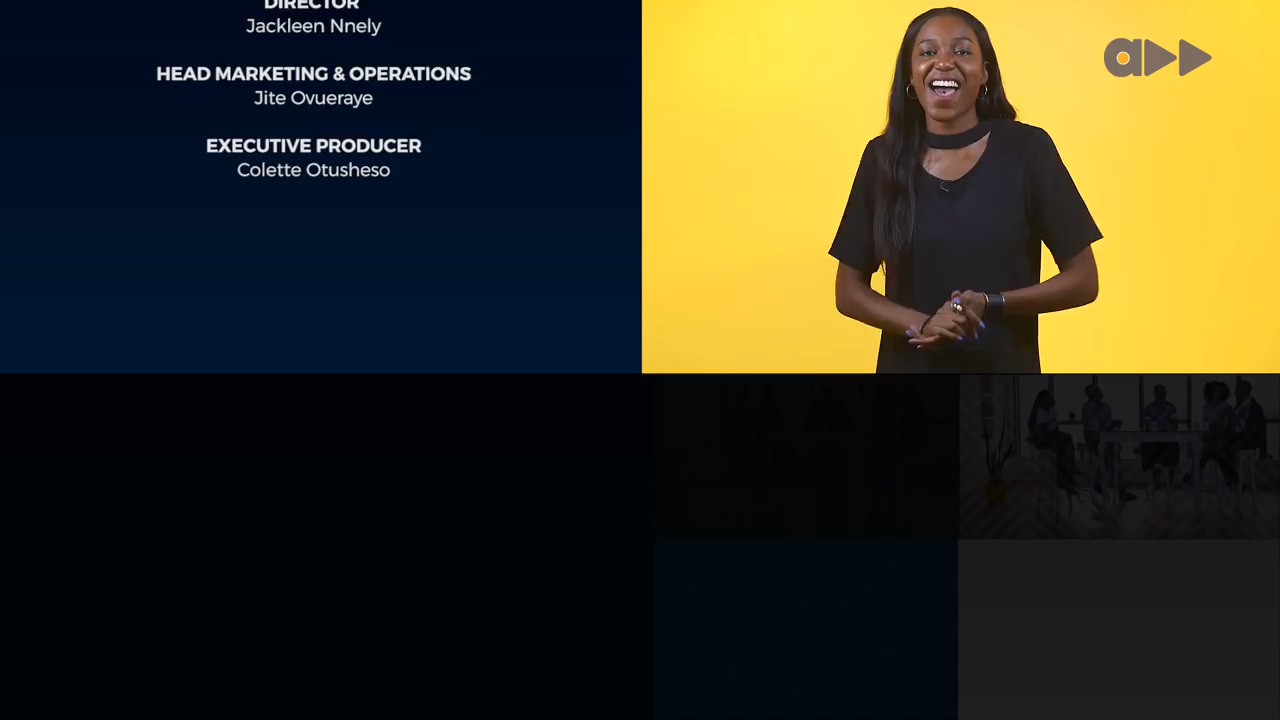 DIRECTOR
Jackleen Nnely
HEAD MARKETING & OPERATIONS
Jite Ovueraye
EXECUTIVE PRODUCER
Colette Otusheso
a